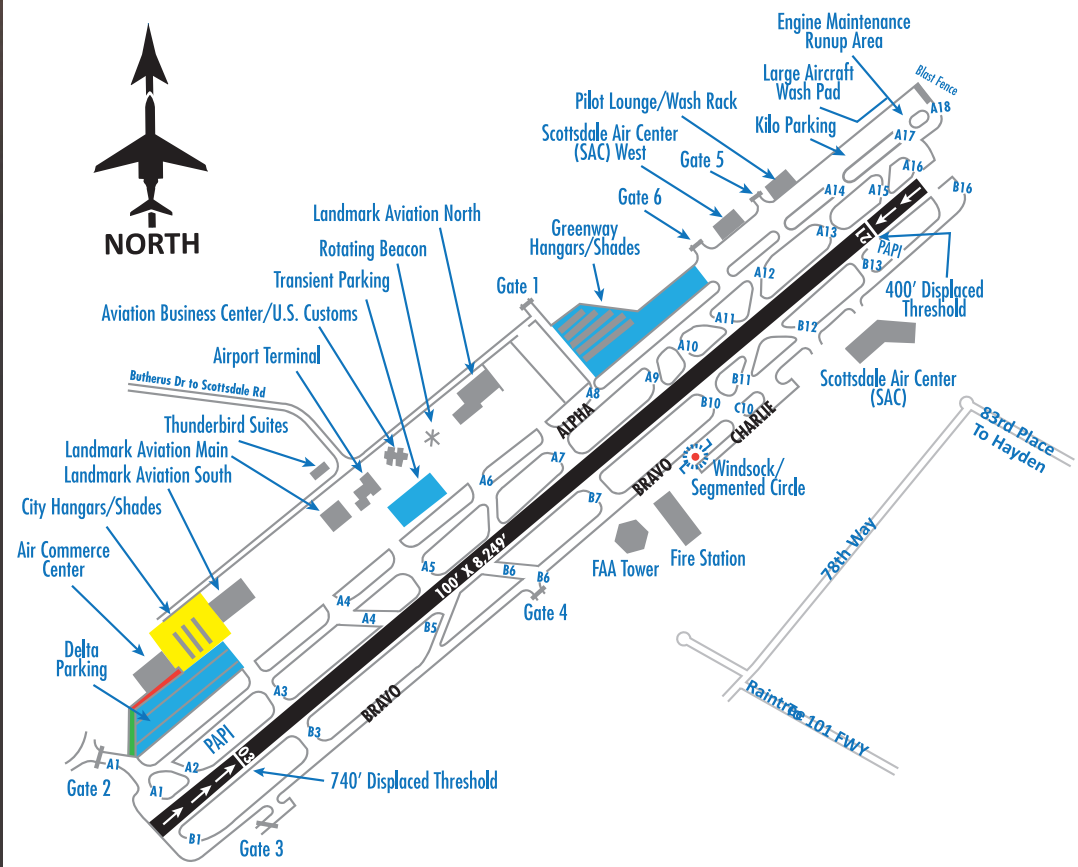 Engine Maintenance
Runup Area
Large Aircraft
Wash Pad
Blast Fence
Pilot Lounge/Wash Rack
Kilo Parking
A18
A17
Scottsdale Air Center
(SAC) West
Gate 5
A16
Gate 6
A14
A15
B16
NORTH
Landmark Aviation North
Greenway
Hangars/Shades
A13
21
PAPI
Rotating Beacon
B13
Transient Parking
Gate 1
A12
400' Displaced
Threshold
Aviation Business Center/U.S. Customs
A11
B12
Airport Terminal
A10
Butherus Dr to Scottsdale Rd
A9
B11
Scottsdale Air Center
(SAC)
A8
B10
C10
ALPHA
CHARLIE
83rd Place
To Hayden
Thunderbird Suites
Landmark Aviation Main
A7
Landmark Aviation South
A6
BRAVO
Windsock/
Segmented Circle
City Hangars/Shades
B7
Air Commerce
Center
A5
100' X 8,249'
B6
B6
FAA Tower
Fire Station
78th Way
A4
A4
Gate 4
B5
Delta
Parking
A3
BRAVO
Raintree
To 101 FWY
PAPI
B3
A1
A2
03
740' Displaced Threshold
Gate 2
A1
B1
Gate 3